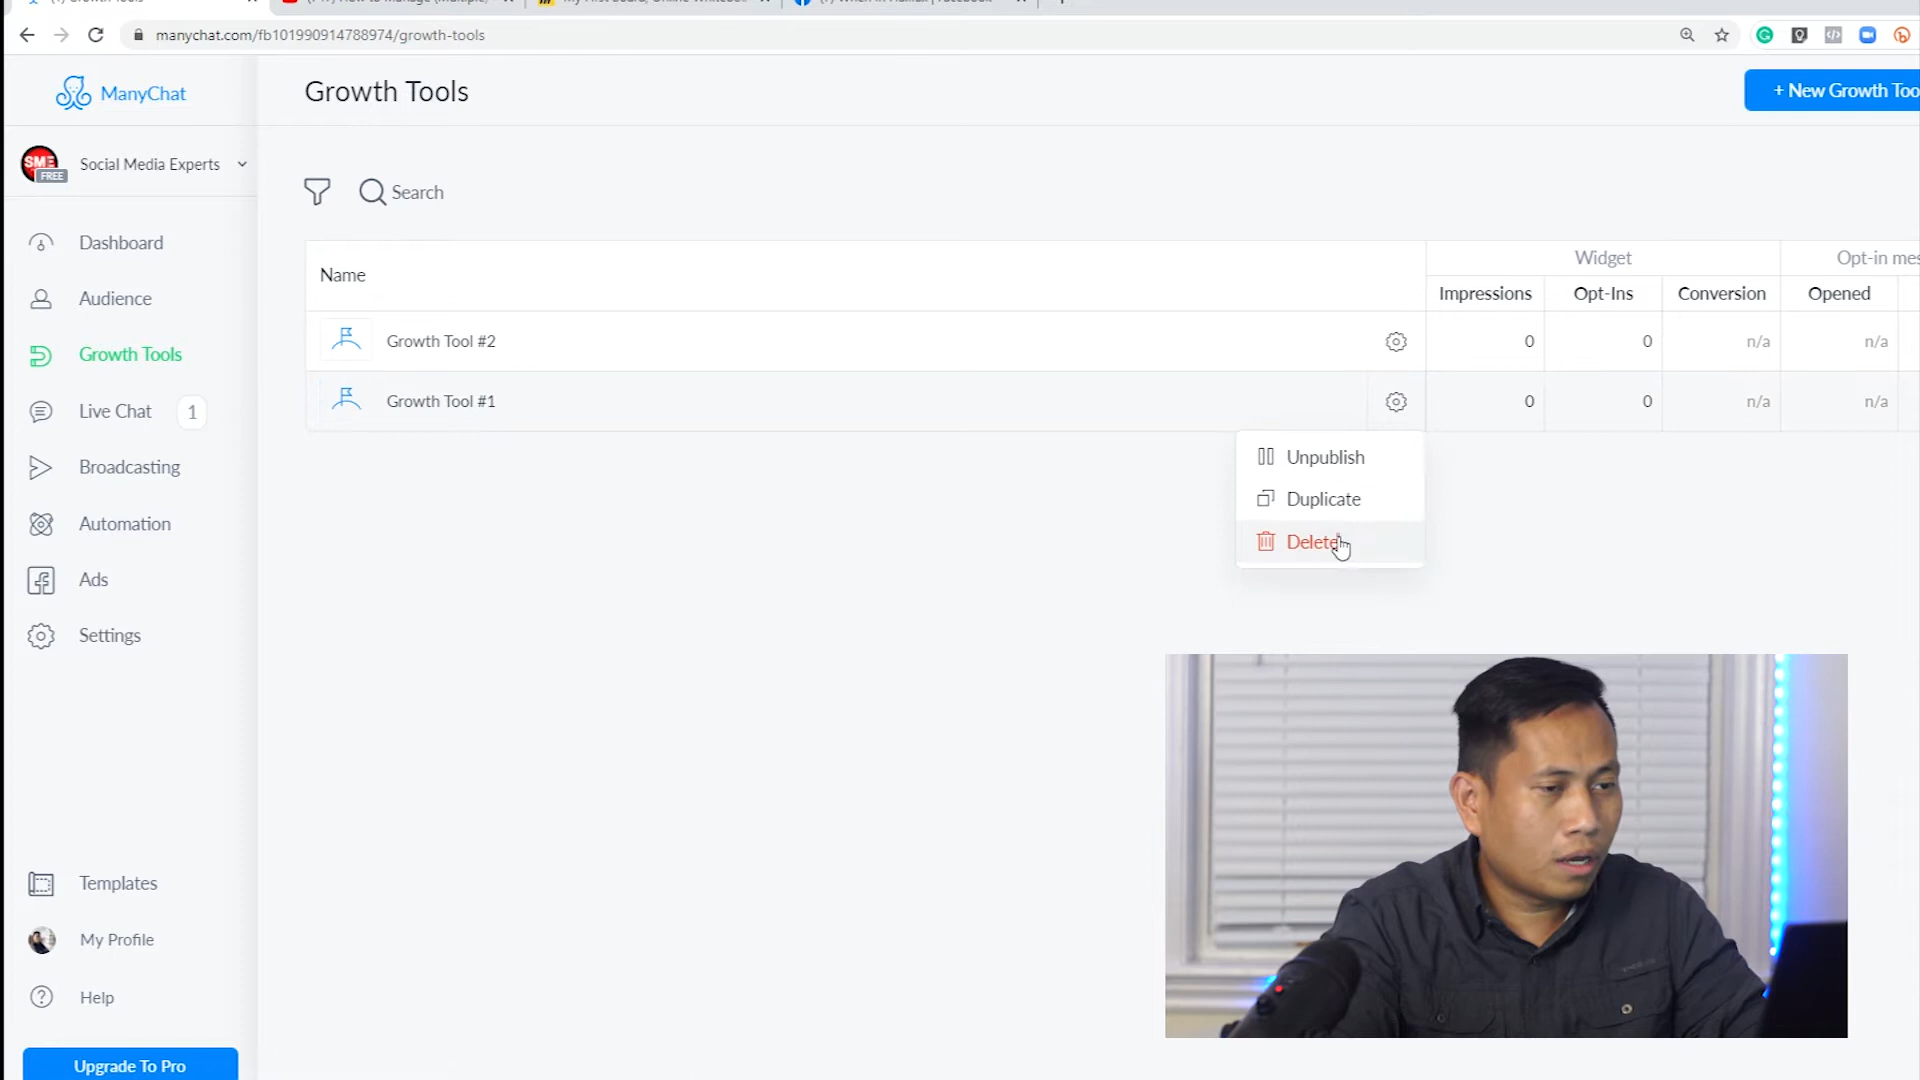 manychat.com/fb101990914788974/growth-tools
ManyChat
Growth Tools
+ New Growth Too
SME
FREE
Social Media Experts
Search
Dashboard
Audience
Growth Tools
Live Chat 1
Broadcasting
Automation
Ads
Settings
Templates
My Profile
Help
Upgrade To Pro
Name
Widget
Opt-in mes
Impressions
Opt-Ins
Conversion
Opened
Growth Tool #2
0
0
n/a
n/a
Growth Tool #1
0
0
n/a
n/a
Unpublish
Duplicate
Delete